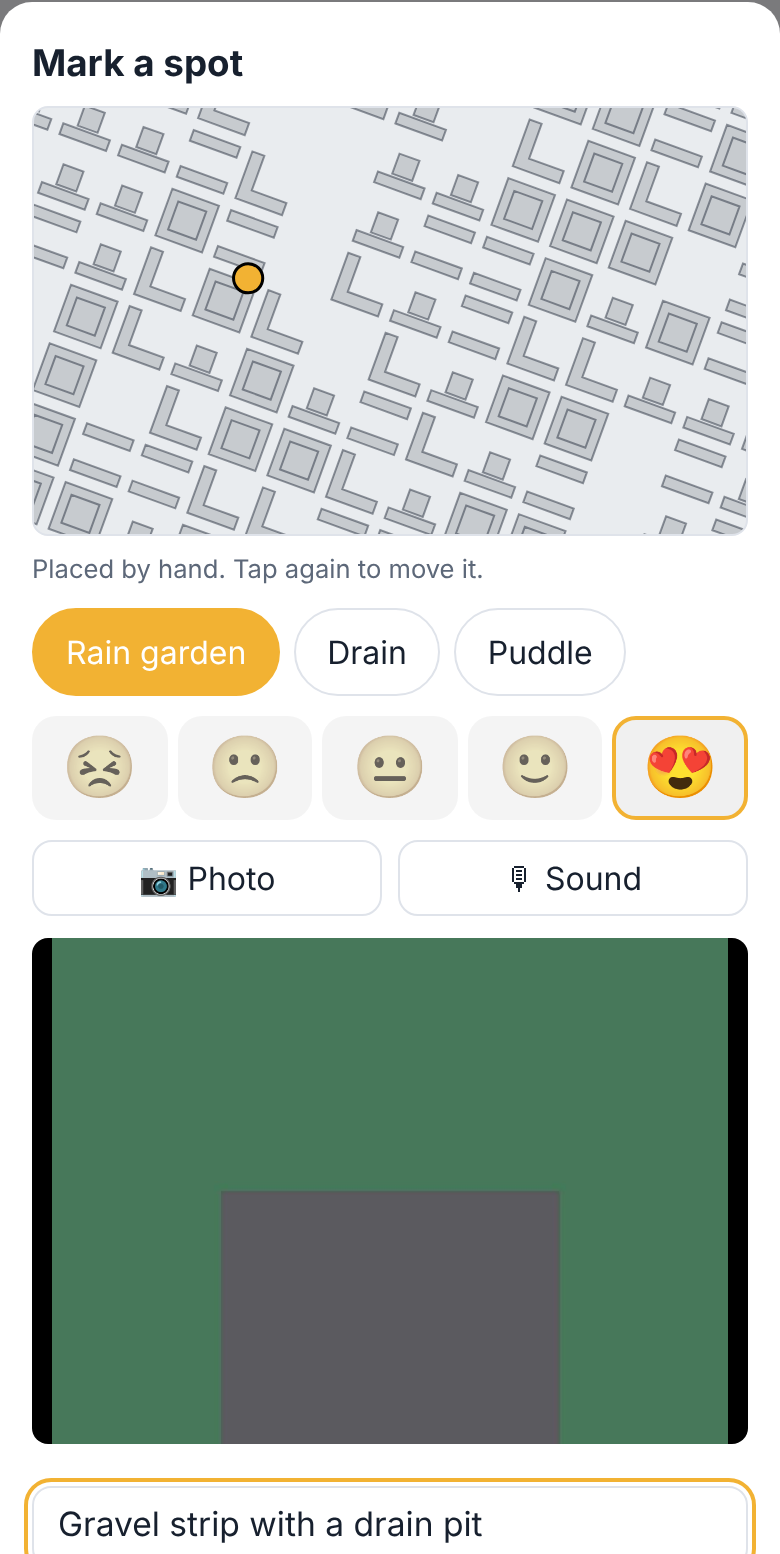 Mark a spot
Placed by hand. Tap again to move it.
Rain garden
Drain
Puddle
Photo
Sound
Gravel strip with a drain pit